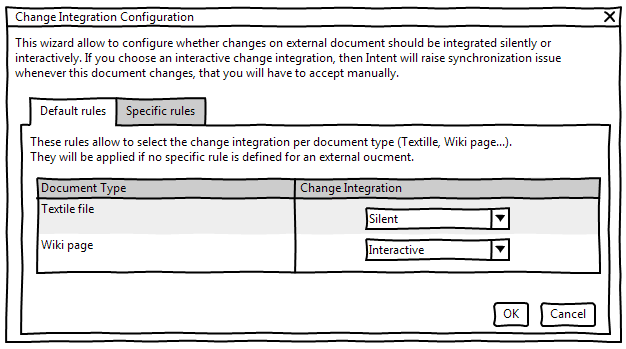 Change Integration Configuration
This wizard allow to configure whether changes on external document should be integrated silently or
interactively. If you choose an interactive change integration, then Intent will raise synchronization issue
whenever this document changes, that you will have to accept manually.
Default rules Specific rules
These rules allow to select the change integration per document type (Textille, Wiki page...).
They will be applied if no specific rule is defined for an external oucment.
Document Type Change Integration
Textile file Silent
Wiki page Interactive
OK Cancel